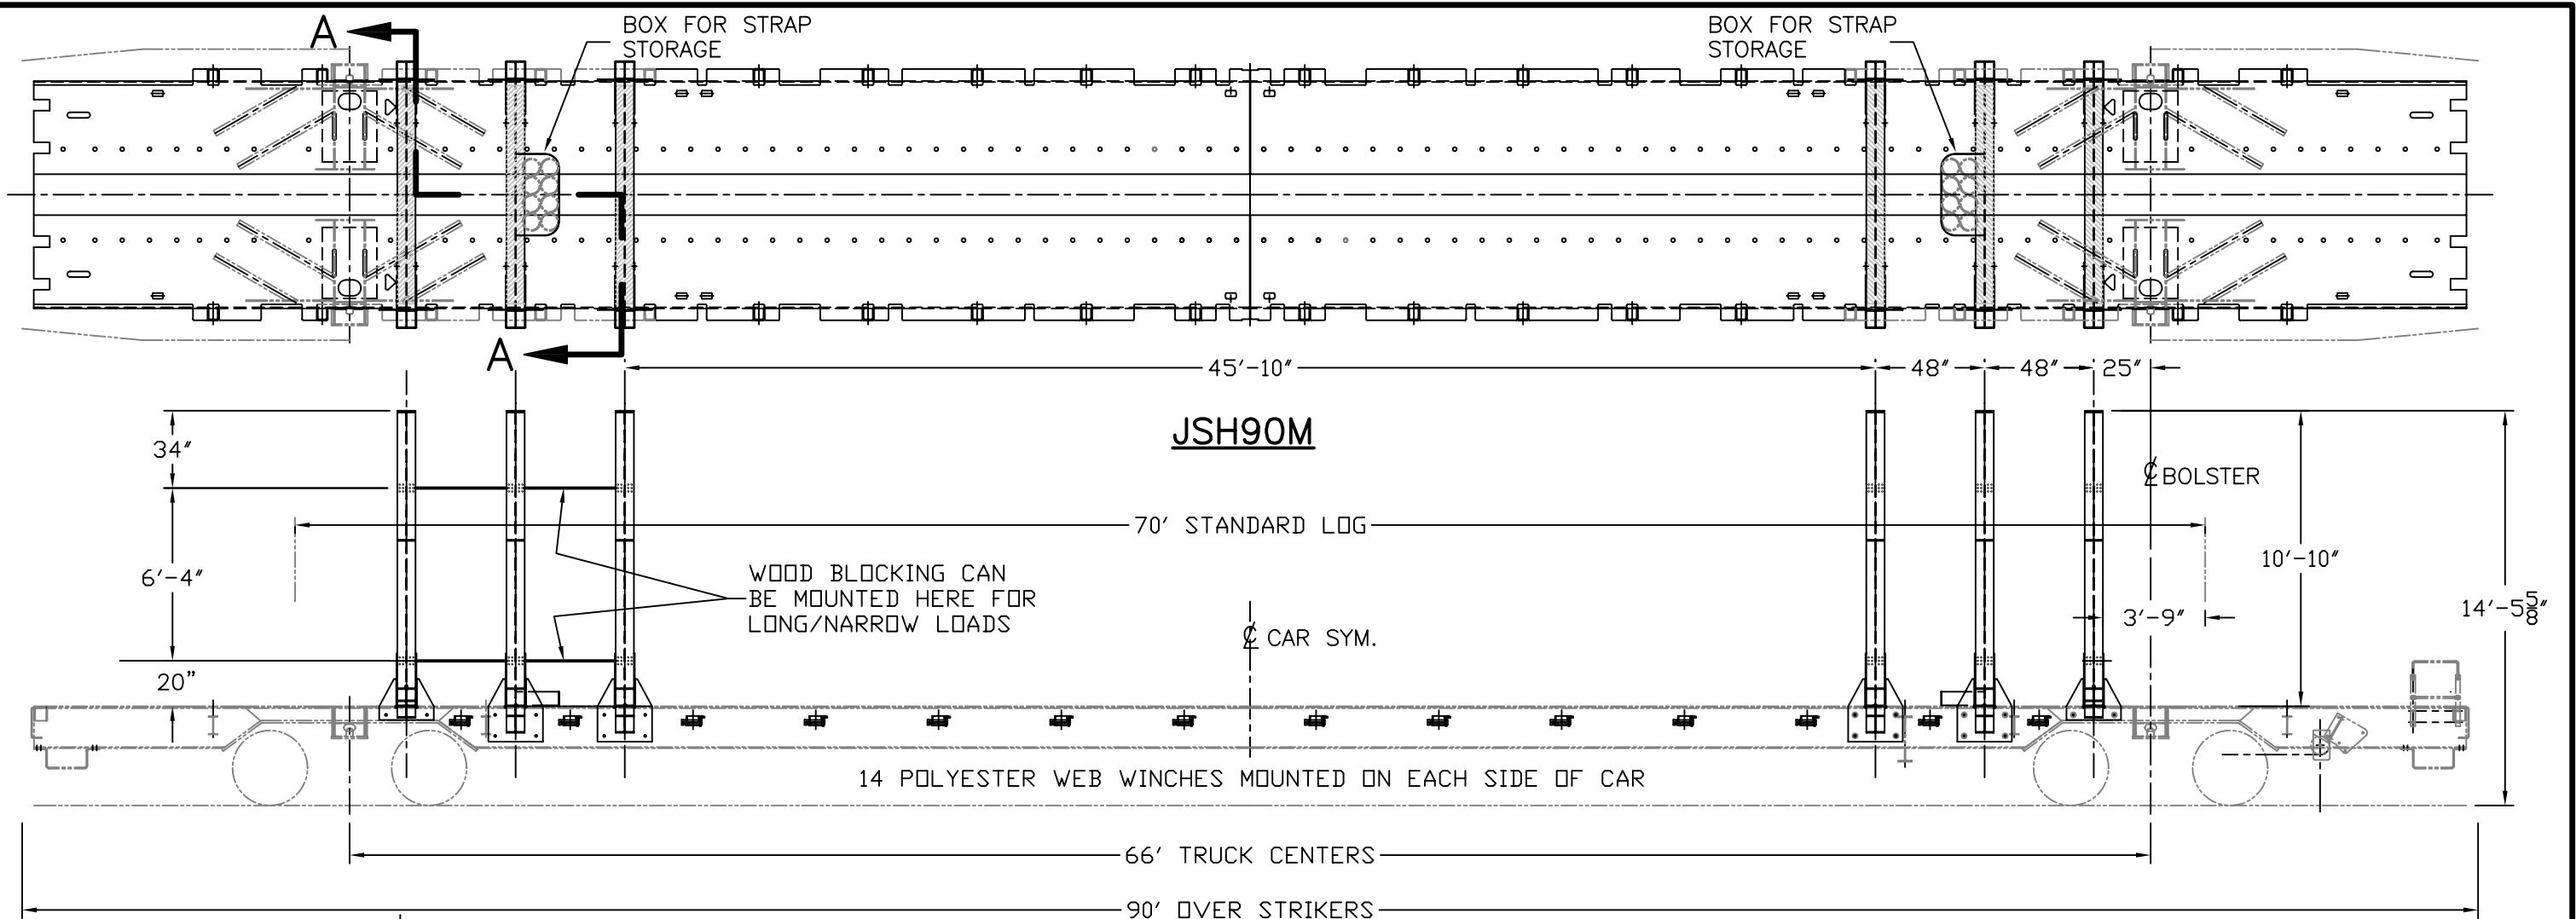 A
BOX FOR STRAP
STORAGE
BOX FOR STRAP
STORAGE
A
45'-10"
48"
48"
25"
JSH90M
34"
℄ BOLSTER
70' STANDARD LOG
10'-10"
6'-4"
WOOD BLOCKING CAN
BE MOUNTED HERE FOR
LONG/NARROW LOADS
14'-5 5/8"
3'-9"
℄ CAR SYM.
20"
14 POLYESTER WEB WINCHES MOUNTED ON EACH SIDE OF CAR
66' TRUCK CENTERS
90' OVER STRIKERS